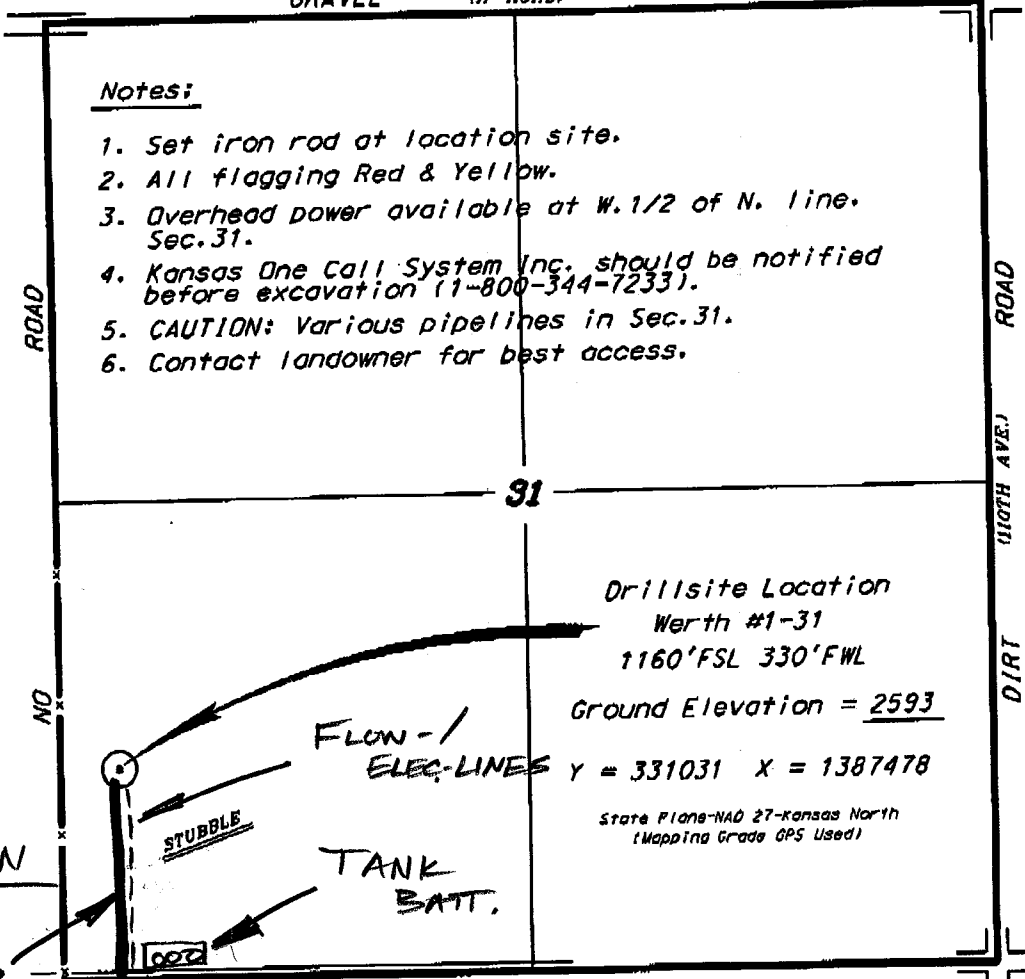 GRAVEL
Notes:
1. Set iron rod at location site.
2. All flagging Red & Yellow.
3. Overhead power available at W.1/2 of N. line.
Sec.31.
4. Kansas One Call System Inc. should be notified
before excavation (1-800-344-7233).
5. CAUTION: Various pipelines in Sec.31.
6. Contact landowner for best access.
ROAD
NO
ROAD
(110TH AVE.)
DIRT
31
Drillsite Location
Werth #1-31
1160'FSL 330'FWL
Ground Elevation = 2593
Y = 331031 X = 1387478
State Plane-NAD 27-Kansas North
(Mapping Grade GPS Used)
FLOW-/
ELEC-LINES
STUBBLE
TANK
BATT.
000
N